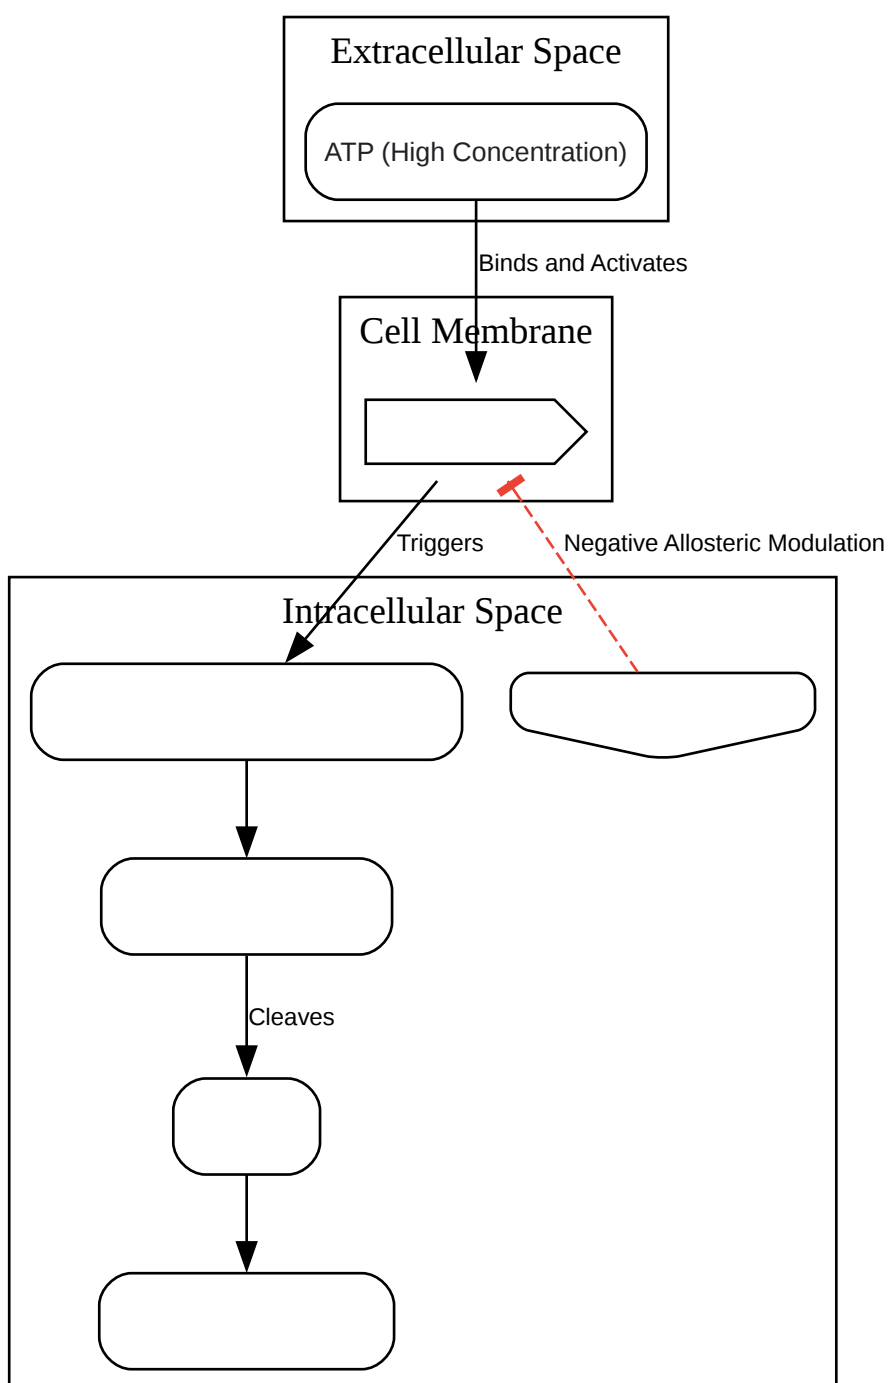 Extracellular Space
ATP (High Concentration)
Binds and Activates
Cell Membrane
Triggers
Negative Allosteric Modulation
Intracellular Space
Cleaves